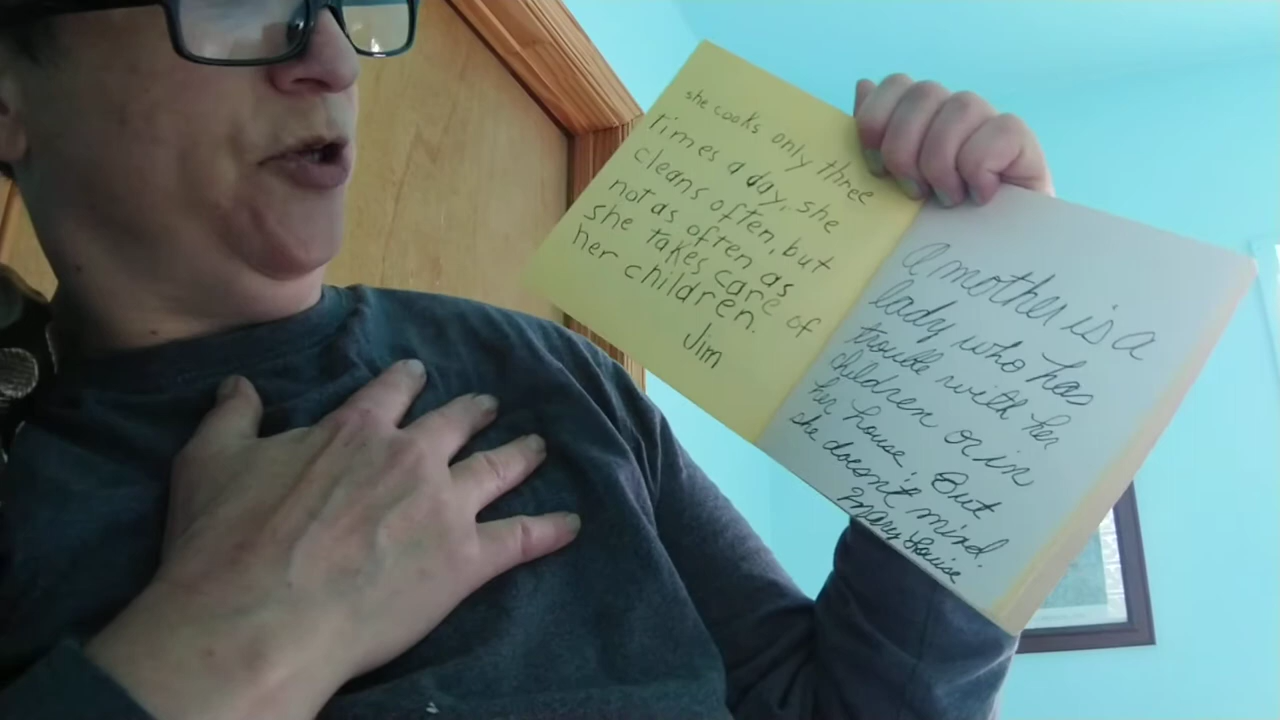 she cooks only three
times a day, she
cleans often, but
not as often as
she takes care of
her children.
Jim
A mother is a
lady who has
trouble with her
children or in
her house. But
she doesn't mind.
Mary Louise